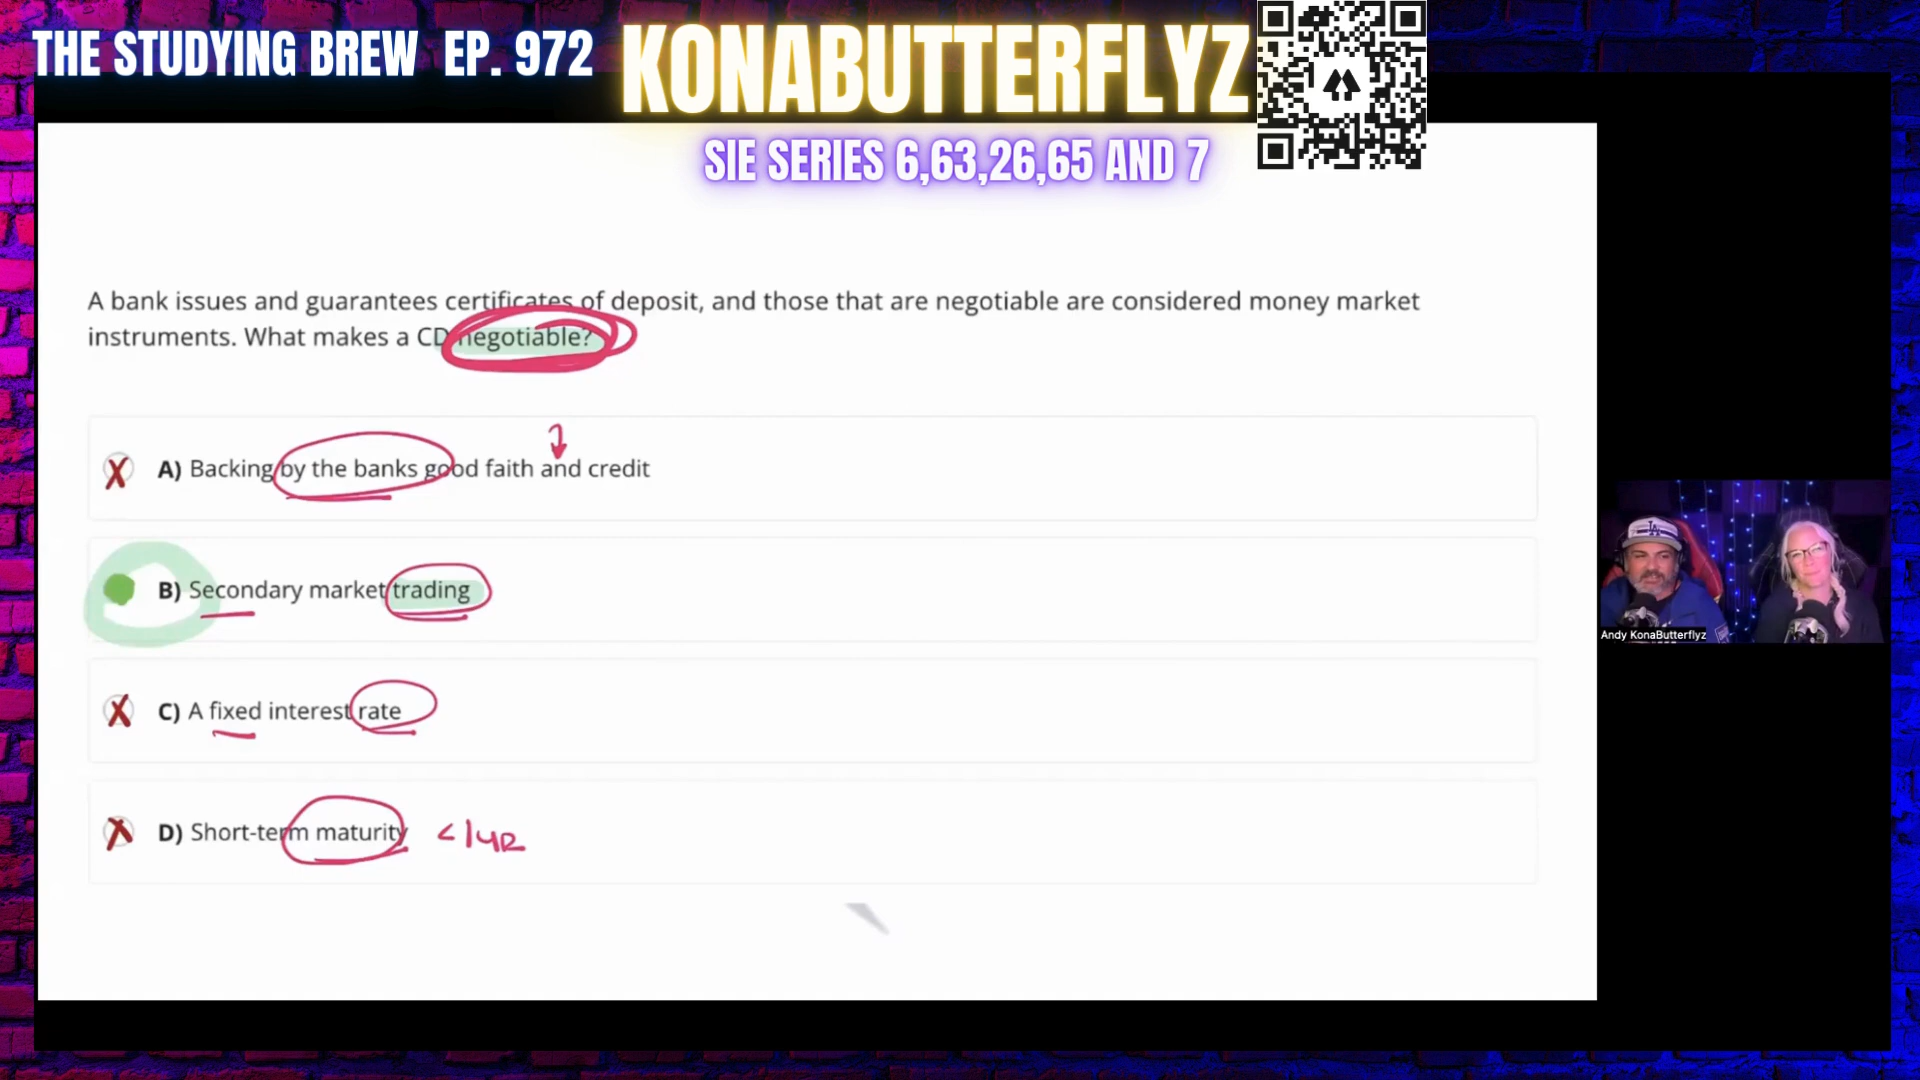 THE STUDYING BREW EP. 972
KONABUTTERFLYZ
SIE SERIES 6,63,26,65 AND 7
A bank issues and guarantees certificates of deposit, and those that are negotiable are considered money market
instruments. What makes a CD negotiable?
A) Backing by the banks good faith and credit
B) Secondary market trading
C) A fixed interest rate
D) Short-term maturity <1yR
LA
Andy KonaButterflyz